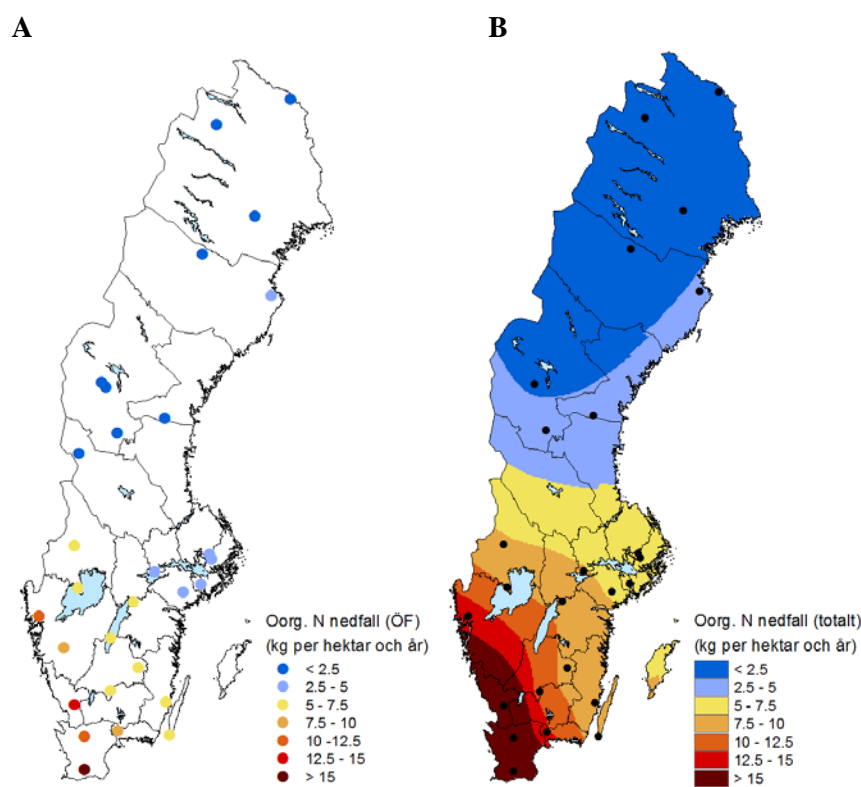 A
B
Oorg. N nedfall (ÖF)
(kg per hektar och år)
< 2.5
2.5 - 5
5 - 7.5
7.5 - 10
10 -12.5
12.5 - 15
> 15
Oorg. N nedfall (totalt)
(kg per hektar och år)
< 2.5
2.5 - 5
5 - 7.5
7.5 - 10
10 - 12.5
12.5 - 15
> 15